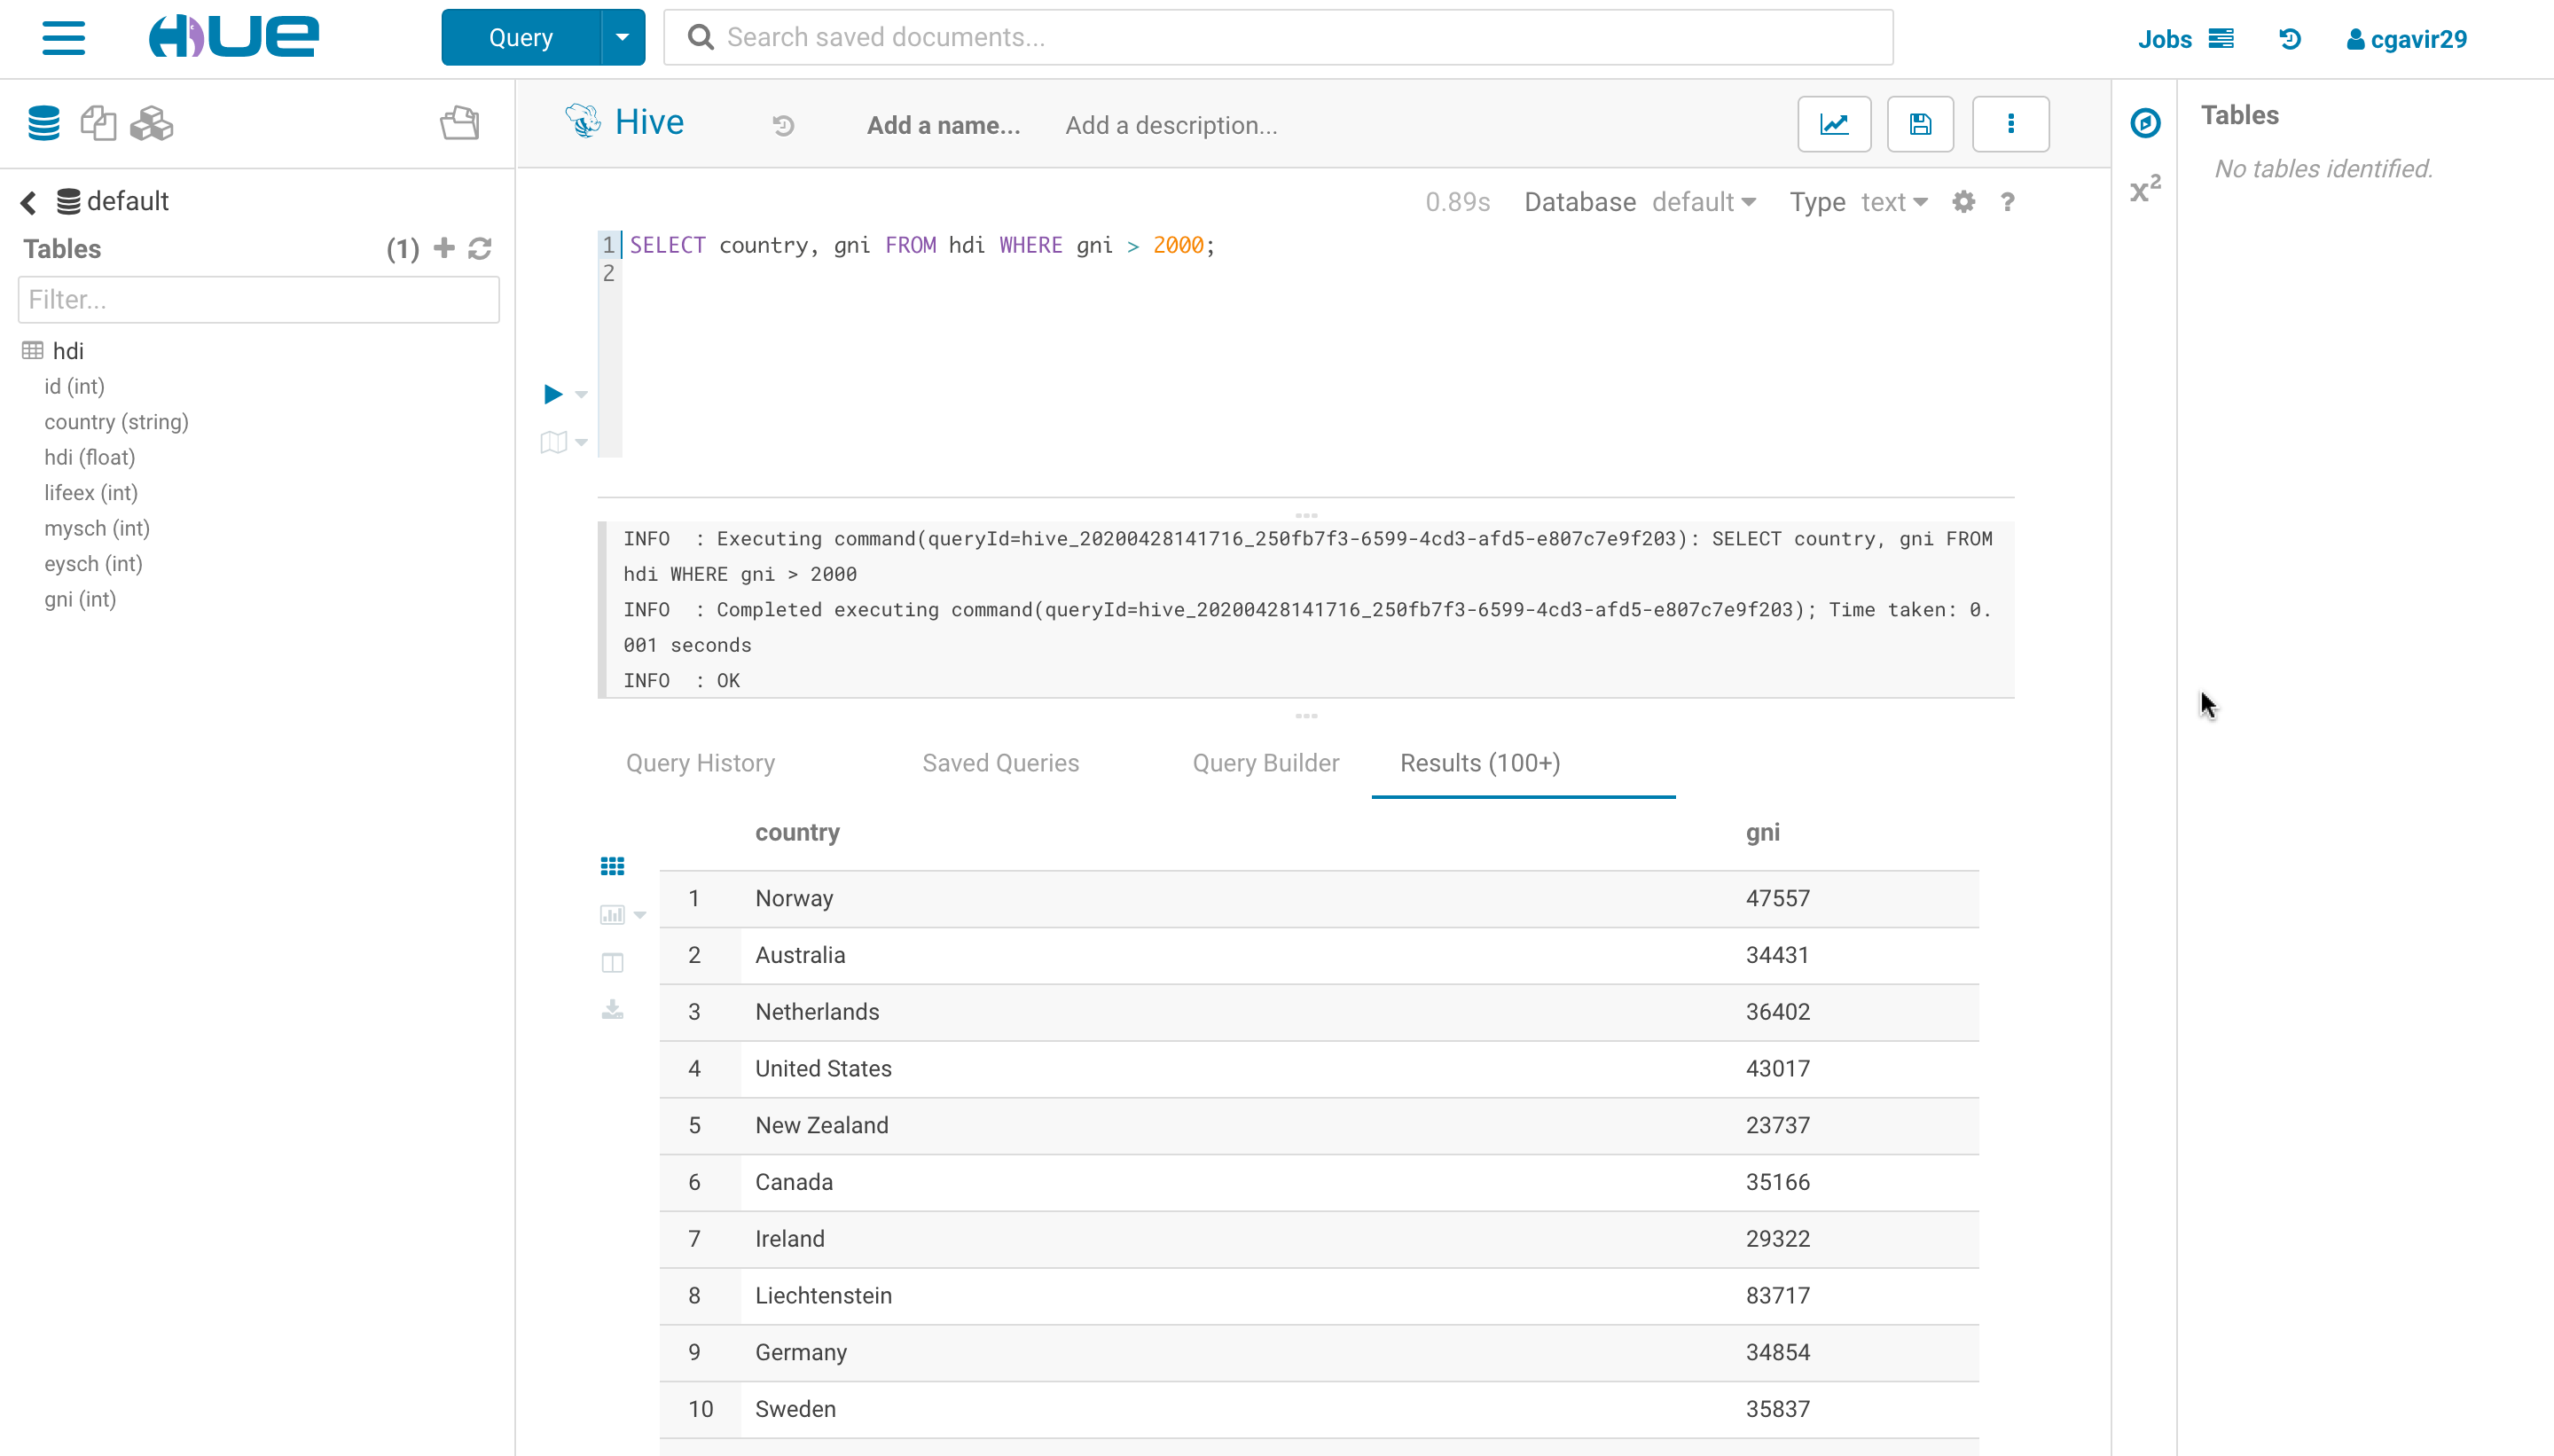 HUE
Query
Search saved documents...
Jobs
cgavir29
default
Tables (1)
Filter...
hdi
id (int)
country (string)
hdi (float)
lifeex (int)
mysch (int)
eysch (int)
gni (int)
Hive
Add a name...
Add a description...
0.89s Database default Type text ?
1 SELECT country, gni FROM hdi WHERE gni > 2000;
2
INFO : Executing command(queryId=hive_20200428141716_250fb7f3-6599-4cd3-afd5-e807c7e9f203): SELECT country, gni FROM
hdi WHERE gni > 2000
INFO : Completed executing command(queryId=hive_20200428141716_250fb7f3-6599-4cd3-afd5-e807c7e9f203); Time taken: 0.
001 seconds
INFO : OK
Query History Saved Queries Query Builder Results (100+)
country gni
1 Norway 47557
2 Australia 34431
3 Netherlands 36402
4 United States 43017
5 New Zealand 23737
6 Canada 35166
7 Ireland 29322
8 Liechtenstein 83717
9 Germany 34854
10 Sweden 35837
x²
Tables
No tables identified.